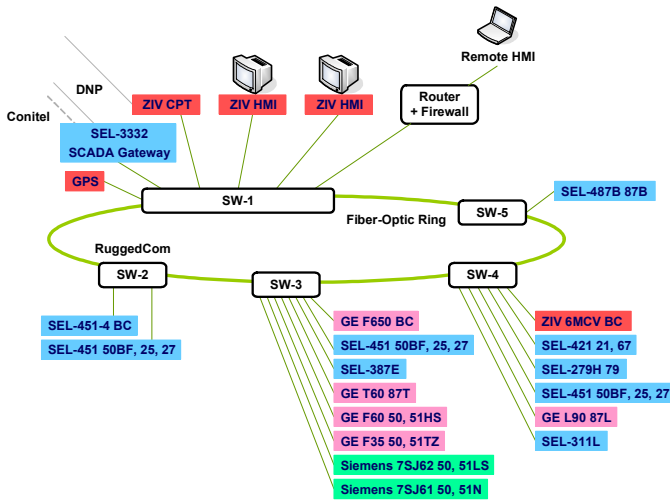 Remote HMI
DNP
ZIV CPT
ZIV HMI
ZIV HMI
Router
+ Firewall
Conitel
SEL-3332
SCADA Gateway
GPS
SW-1
SEL-487B 87B
SW-5
Fiber-Optic Ring
RuggedCom
SW-2
SW-3
SW-4
SEL-451-4 BC
SEL-451 50BF, 25, 27
GE F650 BC
SEL-451 50BF, 25, 27
SEL-387E
GE T60 87T
GE F60 50, 51HS
GE F35 50, 51TZ
Siemens 7SJ62 50, 51LS
Siemens 7SJ61 50, 51N
ZIV 6MCV BC
SEL-421 21, 67
SEL-279H 79
SEL-451 50BF, 25, 27
GE L90 87L
SEL-311L